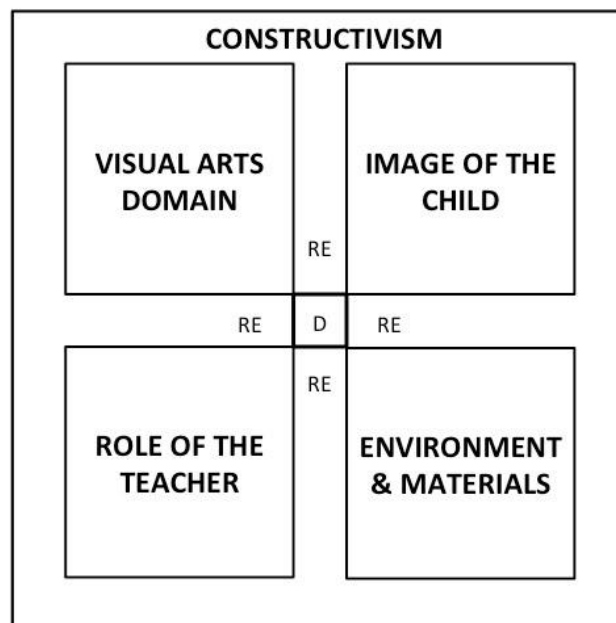 CONSTRUCTIVISM
VISUAL ARTS
DOMAIN
IMAGE OF THE
CHILD
RE
RE
D
RE
RE
ROLE OF THE
TEACHER
ENVIRONMENT
& MATERIALS